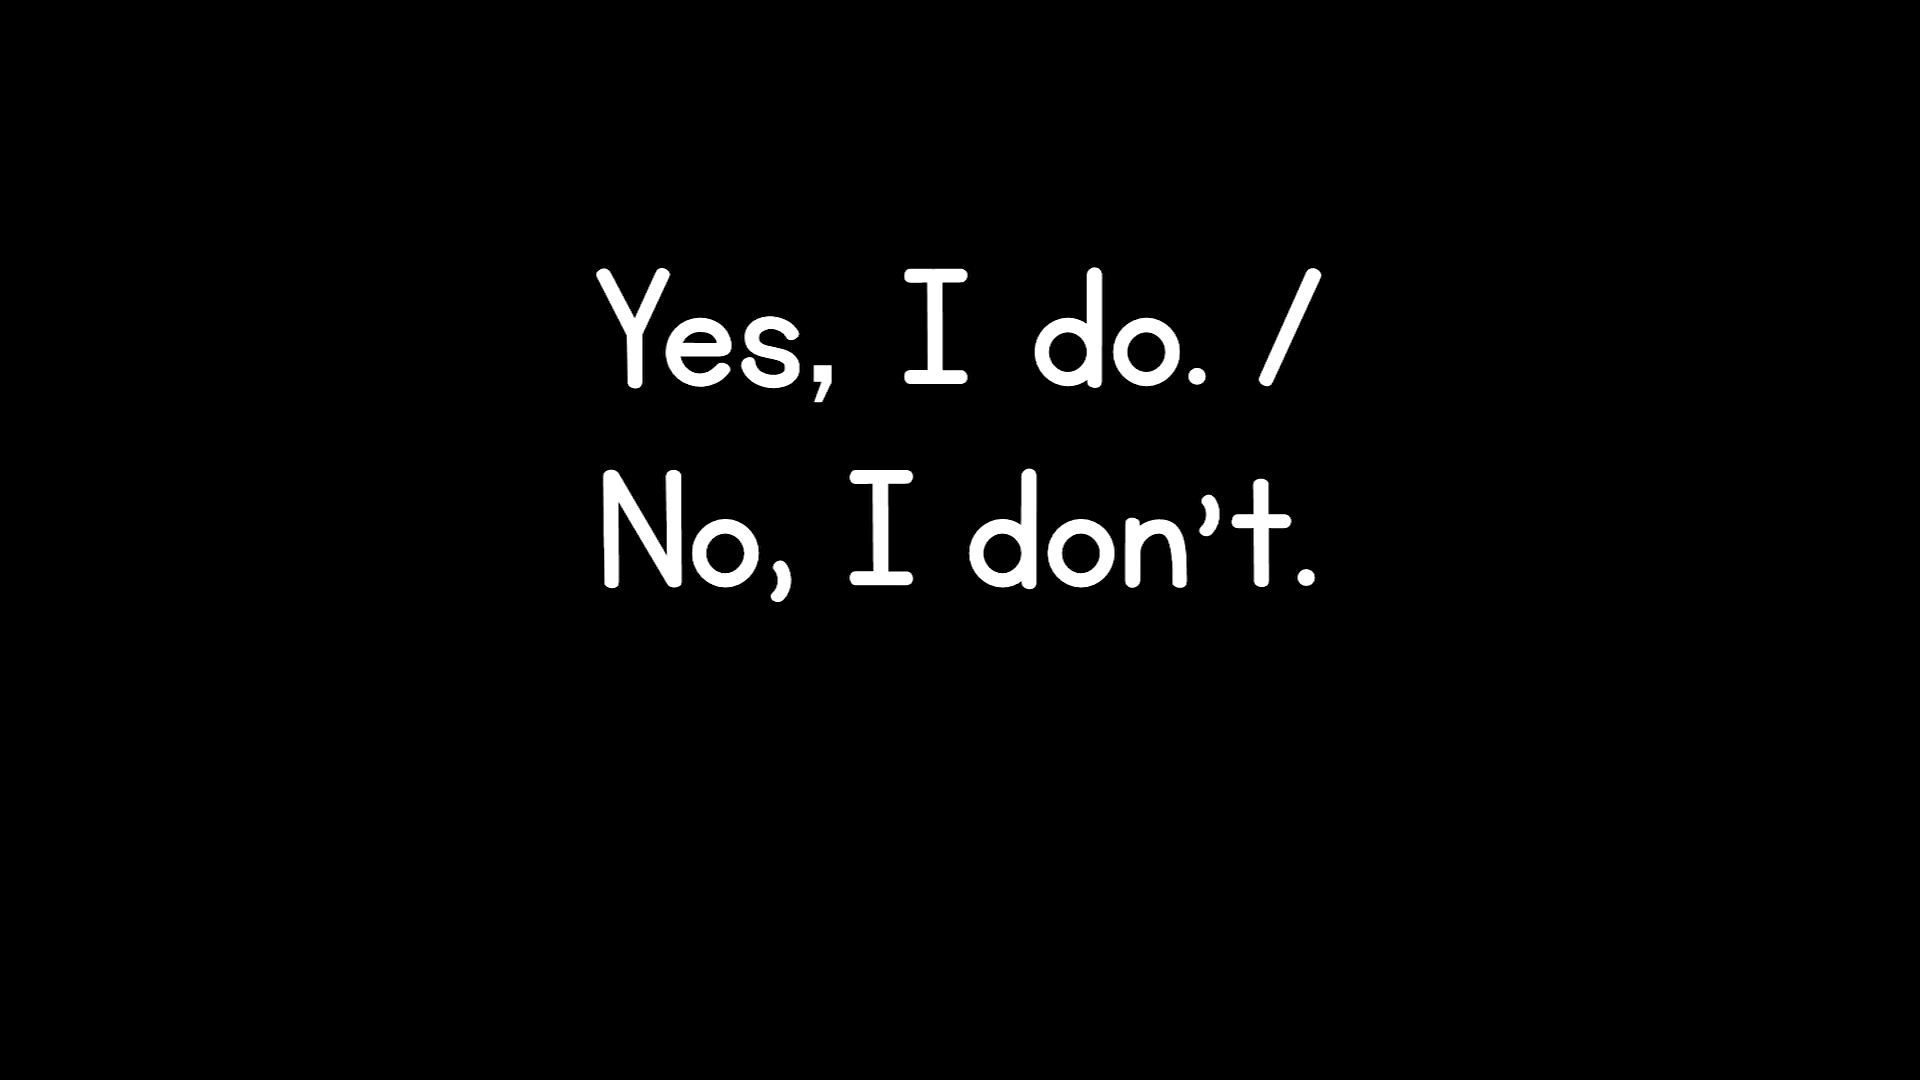 Yes, I do. /
No, I don’t.